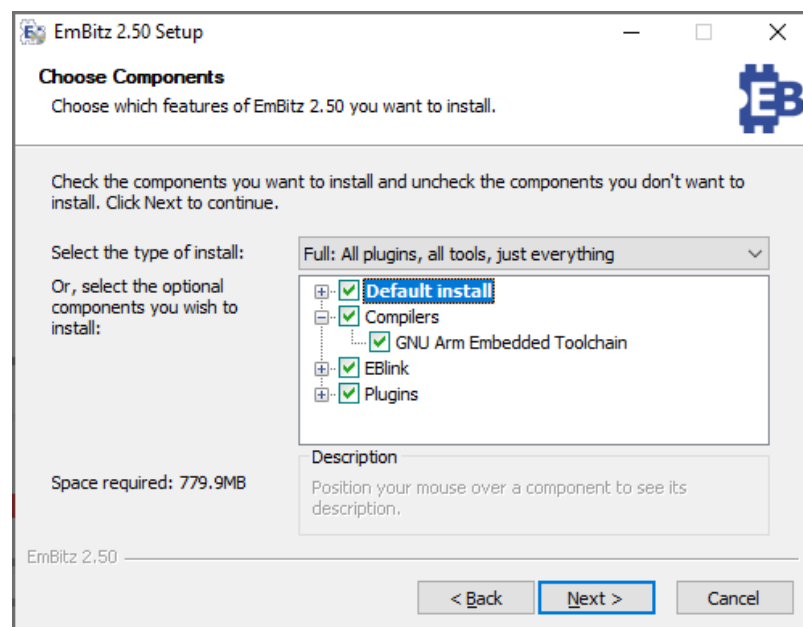 EmBitz 2.50 Setup
Choose Components
Choose which features of EmBitz 2.50 you want to install.
EB
Check the components you want to install and uncheck the components you don't want to
install. Click Next to continue.
Select the type of install:
Full: All plugins, all tools, just everything
Or, select the optional
components you wish to
install:
Default install
Compilers
GNU Arm Embedded Toolchain
EBlink
Plugins
Space required: 779.9MB
Description
Position your mouse over a component to see its
description.
EmBitz 2.50
< Back
Next >
Cancel